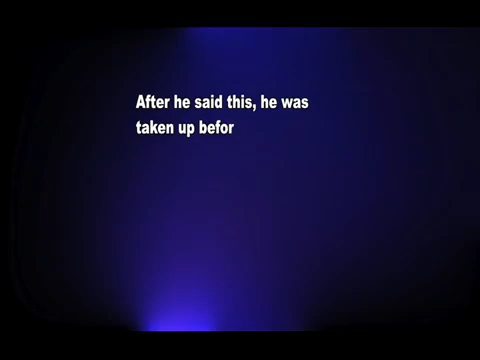 After he said this, he was
taken up befor